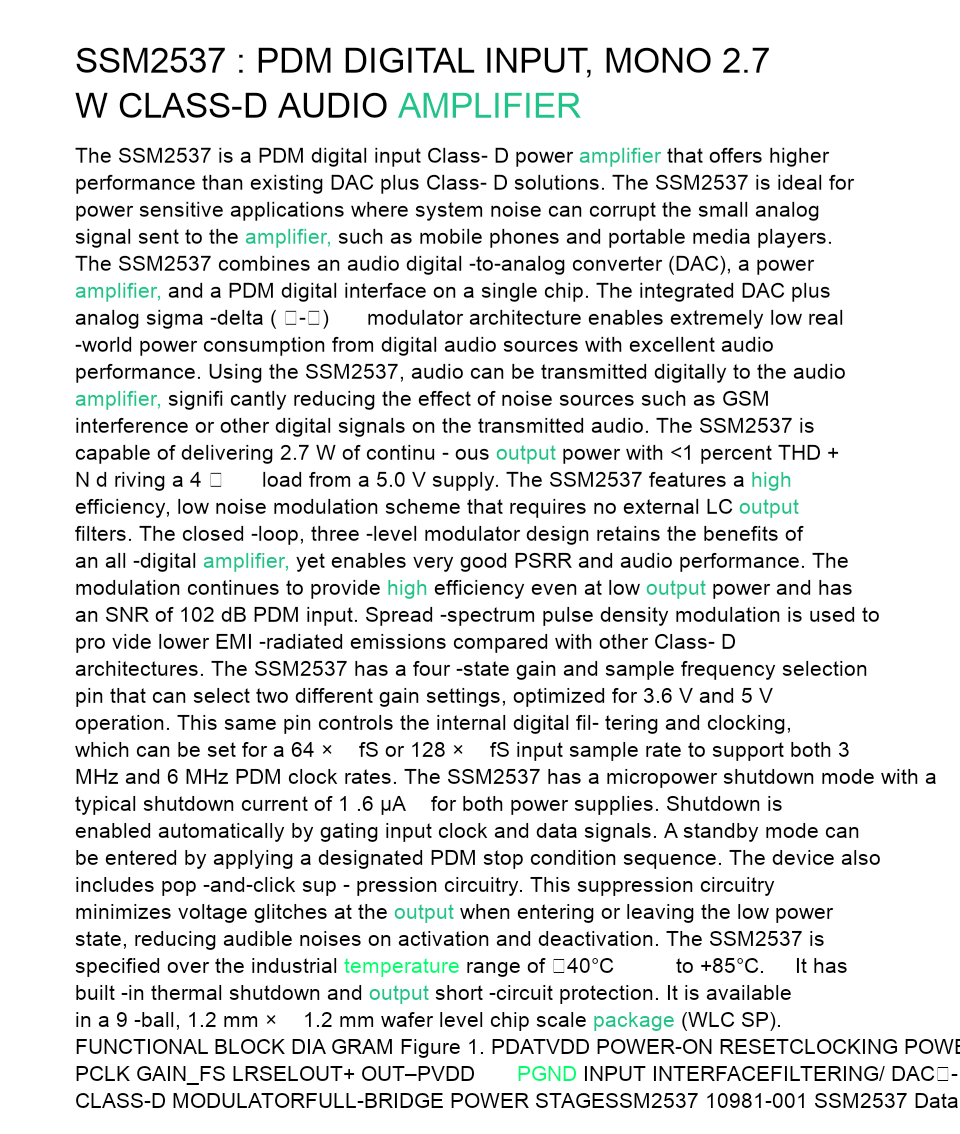 SSM2537 : PDM DIGITAL INPUT, MONO 2.7
W CLASS-D AUDIO AMPLIFIER
The SSM2537 is a PDM digital input Class- D power amplifier that offers higher
performance than existing DAC plus Class- D solutions. The SSM2537 is ideal for
power sensitive applications where system noise can corrupt the small analog
signal sent to the amplifier, such as mobile phones and portable media players.
The SSM2537 combines an audio digital -to-analog converter (DAC), a power
amplifier, and a PDM digital interface on a single chip. The integrated DAC plus
analog sigma -delta ( □-□) modulator architecture enables extremely low real
-world power consumption from digital audio sources with excellent audio
performance. Using the SSM2537, audio can be transmitted digitally to the audio
amplifier, signifi cantly reducing the effect of noise sources such as GSM
interference or other digital signals on the transmitted audio. The SSM2537 is
capable of delivering 2.7 W of continu - ous output power with <1 percent THD +
N d riving a 4 □ load from a 5.0 V supply. The SSM2537 features a high
efficiency, low noise modulation scheme that requires no external LC output
filters. The closed -loop, three -level modulator design retains the benefits of
an all -digital amplifier, yet enables very good PSRR and audio performance. The
modulation continues to provide high efficiency even at low output power and has
an SNR of 102 dB PDM input. Spread -spectrum pulse density modulation is used to
pro vide lower EMI -radiated emissions compared with other Class- D
architectures. The SSM2537 has a four -state gain and sample frequency selection
pin that can select two different gain settings, optimized for 3.6 V and 5 V
operation. This same pin controls the internal digital fil- tering and clocking,
which can be set for a 64 × fS or 128 × fS input sample rate to support both 3
MHz and 6 MHz PDM clock rates. The SSM2537 has a micropower shutdown mode with a
typical shutdown current of 1 .6 μA for both power supplies. Shutdown is
enabled automatically by gating input clock and data signals. A standby mode can
be entered by applying a designated PDM stop condition sequence. The device also
includes pop -and-click sup - pression circuitry. This suppression circuitry
minimizes voltage glitches at the output when entering or leaving the low power
state, reducing audible noises on activation and deactivation. The SSM2537 is
specified over the industrial temperature range of □40°C to +85°C. It has
built -in thermal shutdown and output short -circuit protection. It is available
in a 9 -ball, 1.2 mm × 1.2 mm wafer level chip scale package (WLC SP).
FUNCTIONAL BLOCK DIA GRAM Figure 1. PDATVDD POWER-ON RESETCLOCKING POWE
PCLK GAIN_FS LRSELOUT+ OUT–PVDD PGND INPUT INTERFACEFILTERING/ DAC□-
CLASS-D MODULATORFULL-BRIDGE POWER STAGESSM2537 10981-001 SSM2537 Data